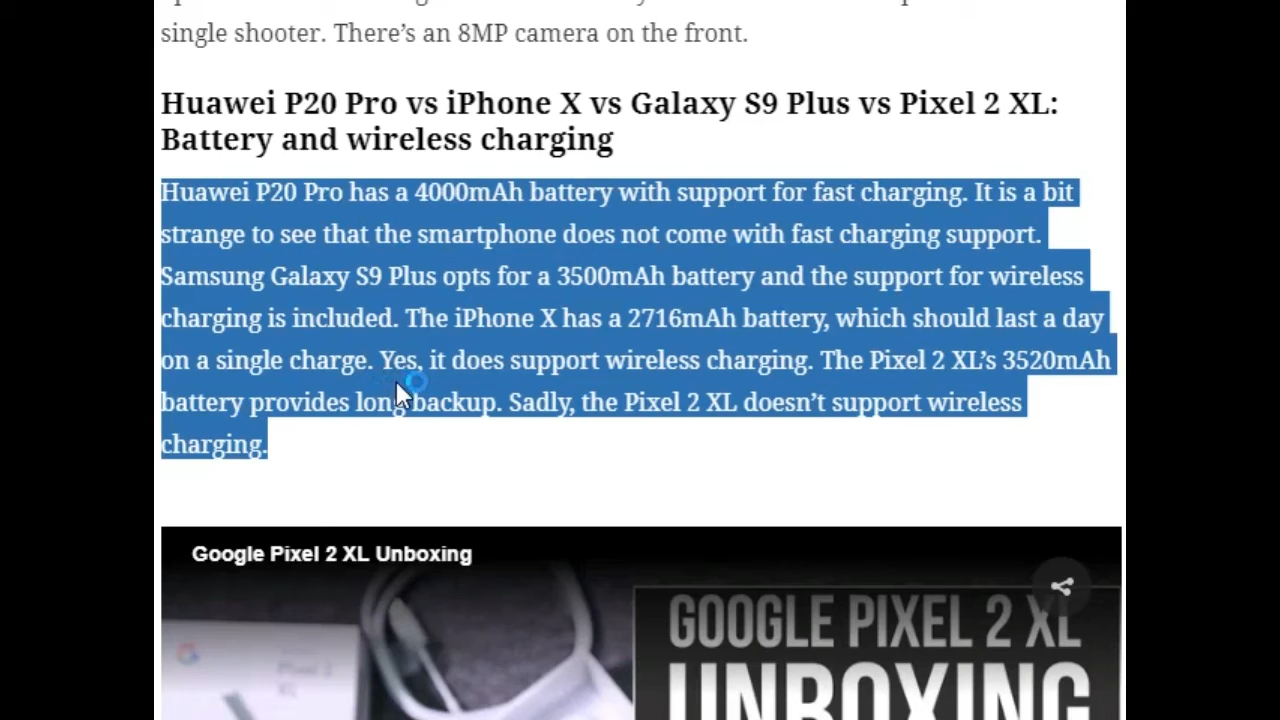 single shooter. There’s an 8MP camera on the front.
Huawei P20 Pro vs iPhone X vs Galaxy S9 Plus vs Pixel 2 XL:
Battery and wireless charging
Huawei P20 Pro has a 4000mAh battery with support for fast charging. It is a bit
strange to see that the smartphone does not come with fast charging support.
Samsung Galaxy S9 Plus opts for a 3500mAh battery and the support for wireless
charging is included. The iPhone X has a 2716mAh battery, which should last a day
on a single charge. Yes, it does support wireless charging. The Pixel 2 XL’s 3520mAh
battery provides long backup. Sadly, the Pixel 2 XL doesn’t support wireless
charging.
Google Pixel 2 XL Unboxing
GOOGLE PIXEL 2 XL
UNBOXING